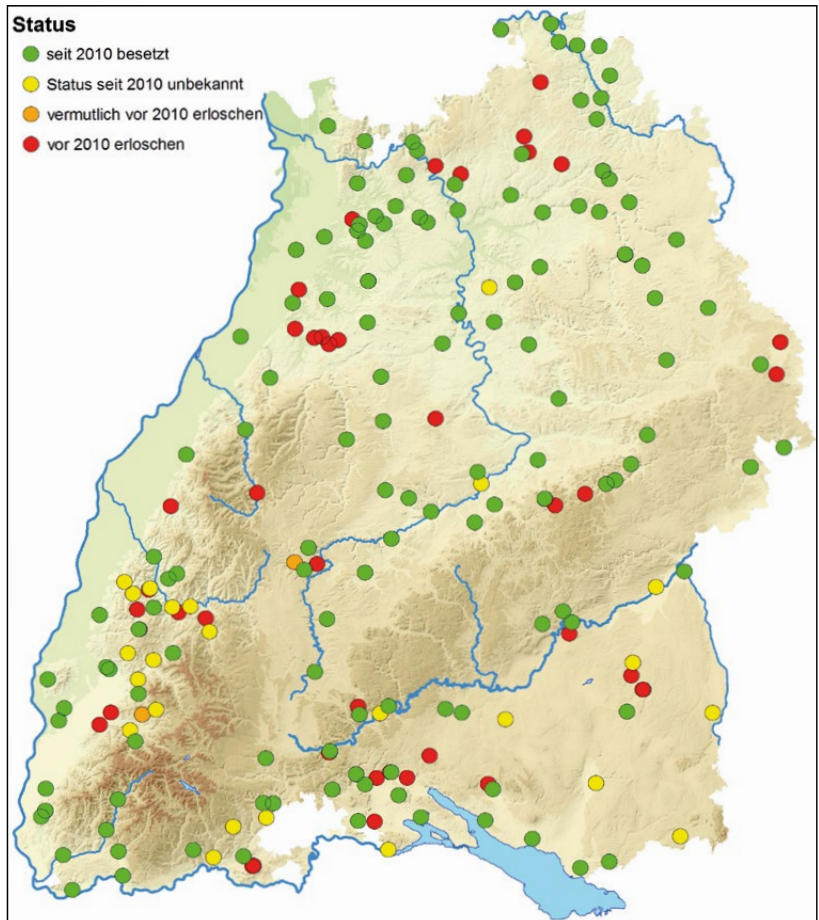 Status
seit 2010 besetzt
Status seit 2010 unbekannt
vermutlich vor 2010 erloschen
vor 2010 erloschen